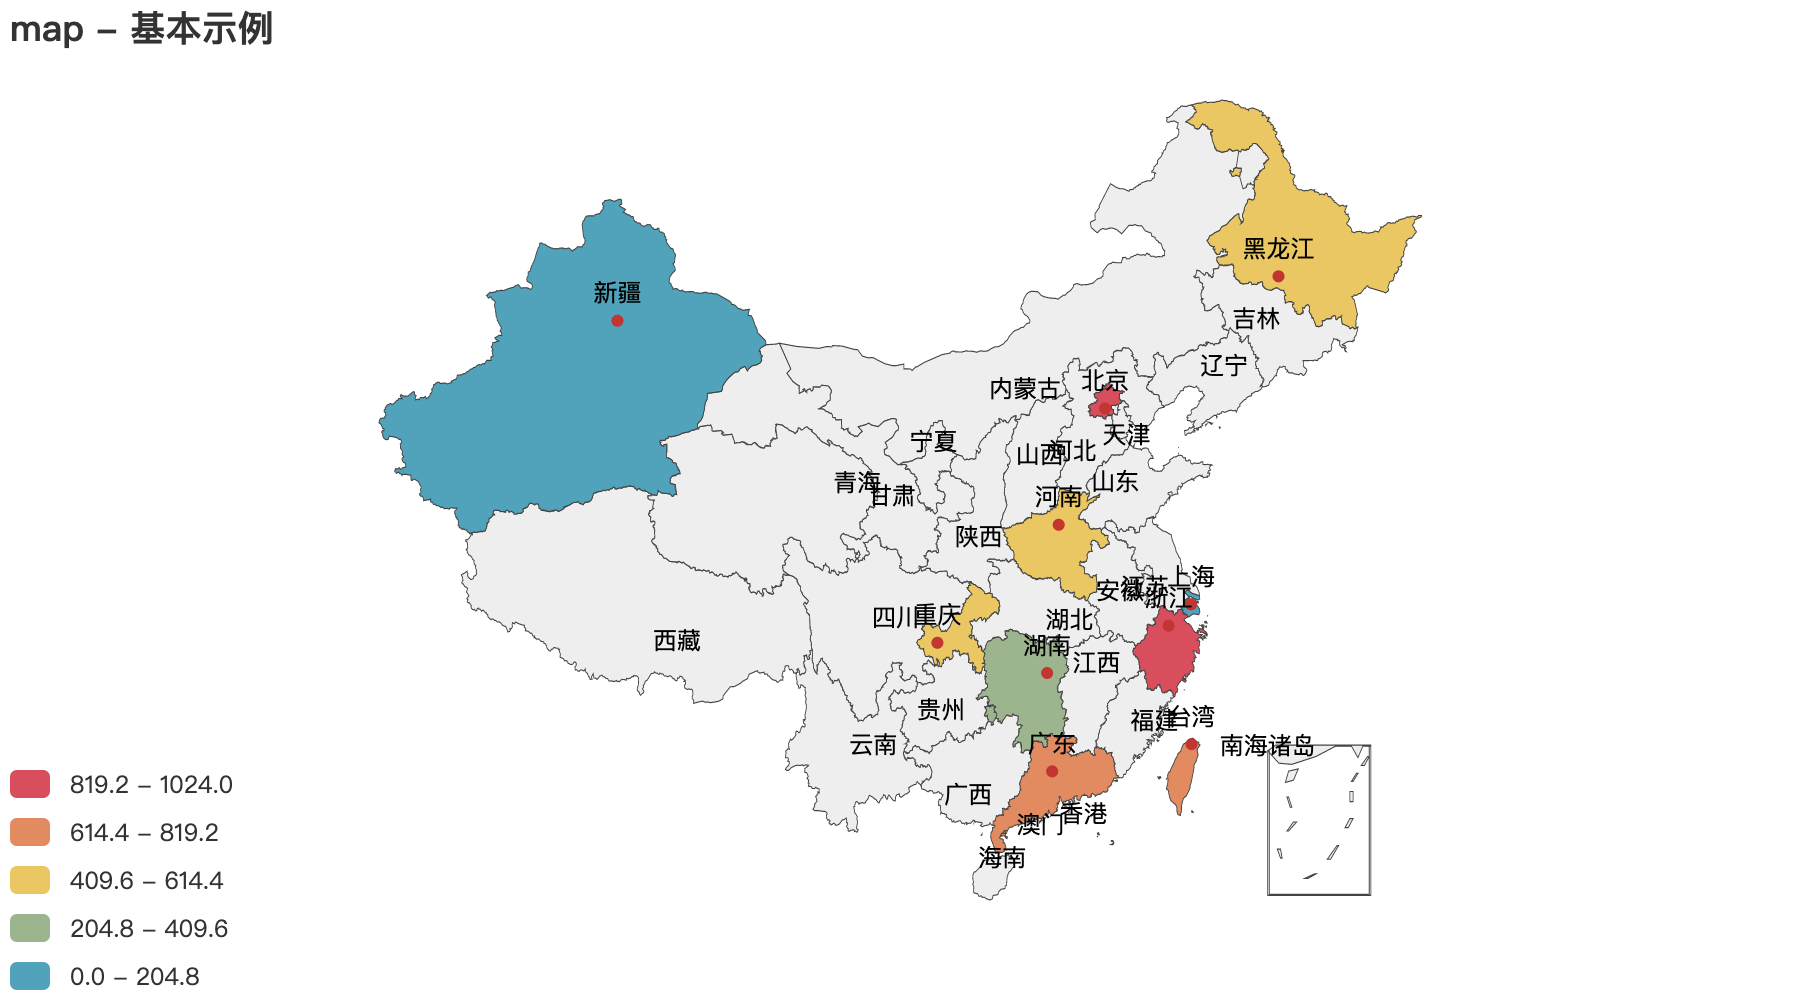 map – 基本示例
黑龙江
新疆
吉林
辽宁
北京
内蒙古
天津
宁夏
河北
山西
山东
青海
甘肃
河南
陕西
上海
江苏
安徽
浙江
重庆
四川
湖北
西藏
湖南
江西
贵州
台湾
福建
云南
广东
南海诸岛
广西
香港
澳门
海南
819.2 – 1024.0
614.4 – 819.2
409.6 – 614.4
204.8 – 409.6
0.0 – 204.8